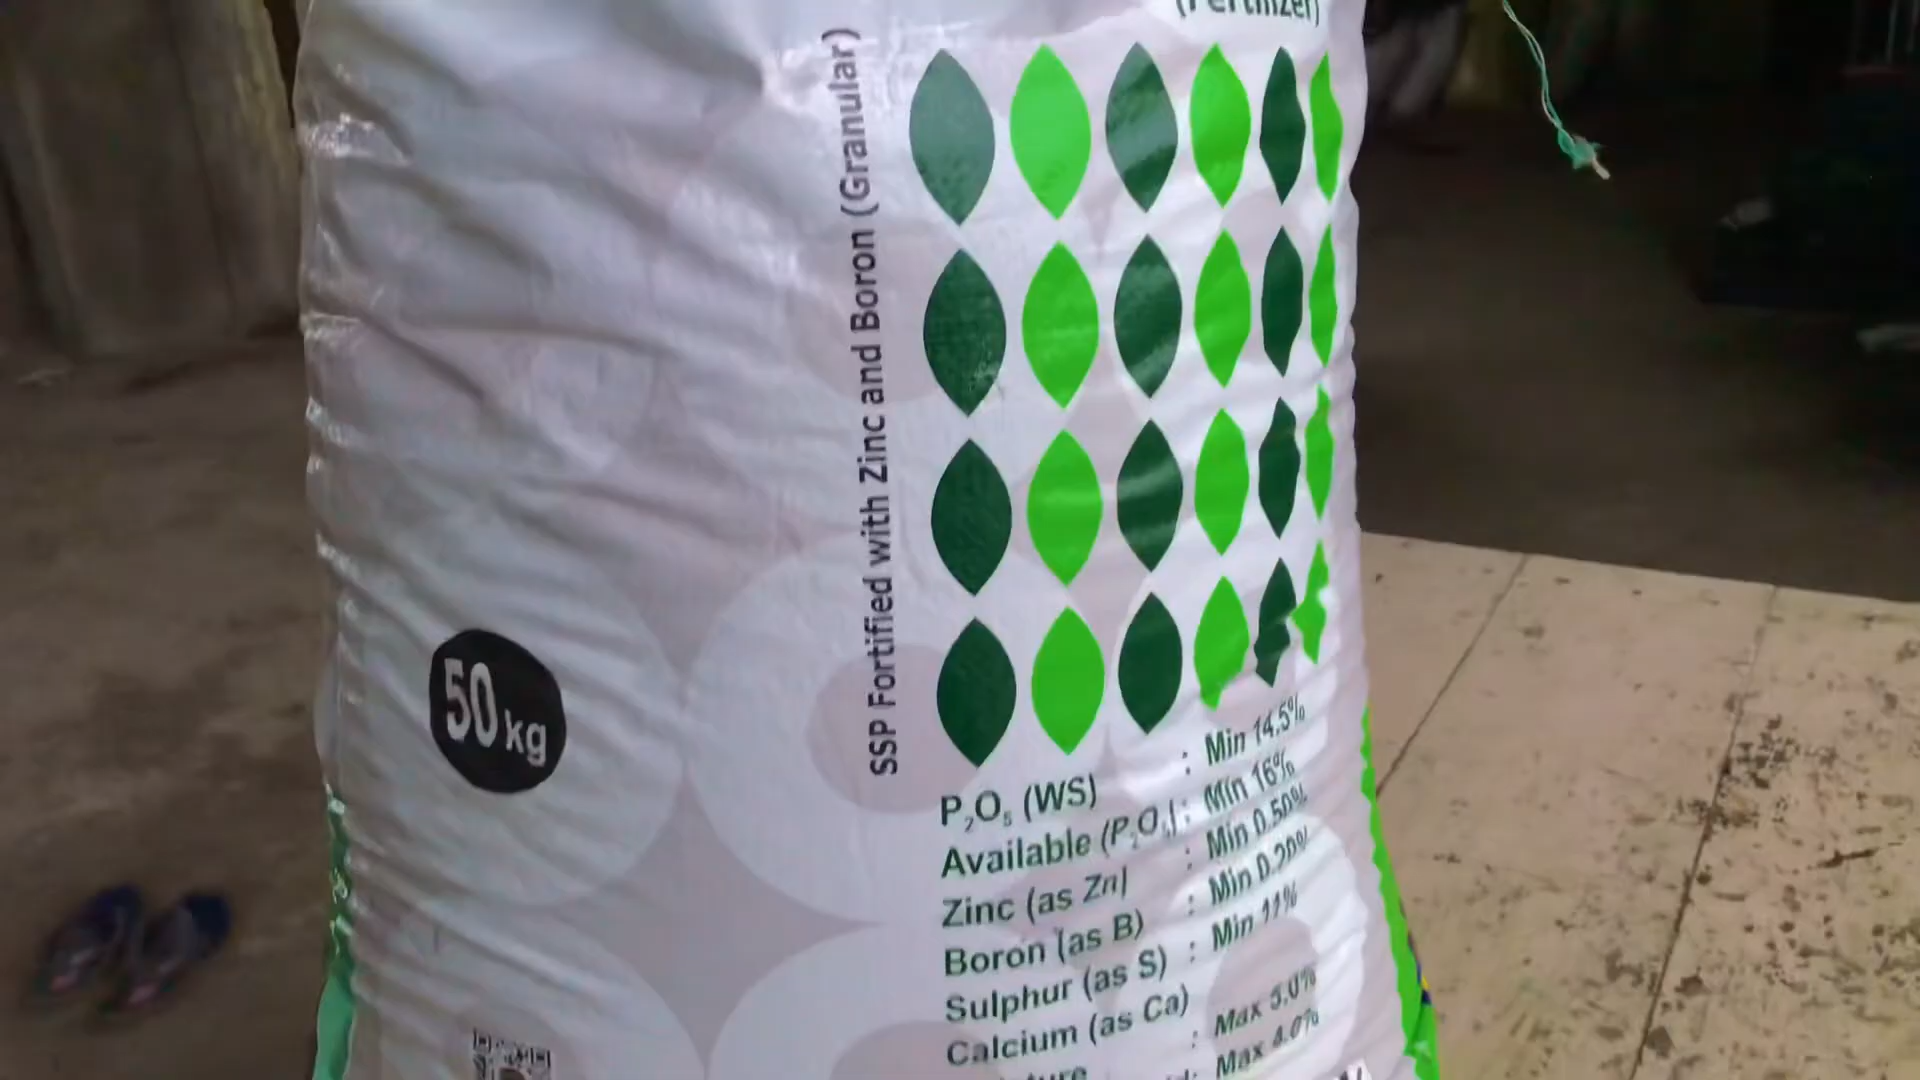 (Fertilizer)
SSP Fortified with Zinc and Boron (Granular)
50 kg
P₂O₅ (WS) : Min 14.5%
Available (P₂O₅) : Min 16%
Zinc (as Zn) : Min 0.50%
Boron (as B) : Min 0.20%
Sulphur (as S) : Min 11%
Calcium (as Ca)
: Max 5.0%
: Max 4.0%